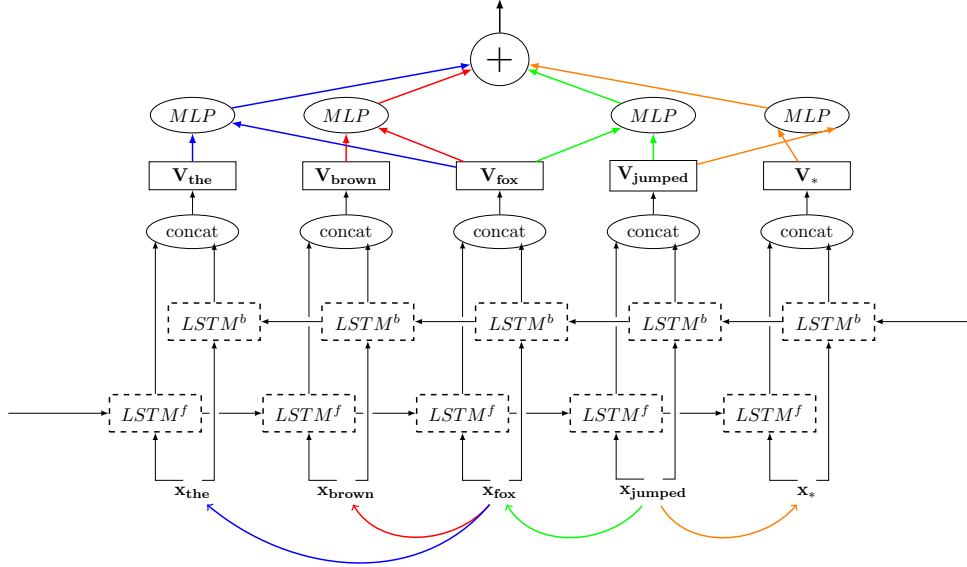 +
MLP MLP MLP MLP
V_the V_brown V_fox V_jumped V_*
concat concat concat concat concat
LSTM^b LSTM^b LSTM^b LSTM^b LSTM^b
LSTM^f LSTM^f LSTM^f LSTM^f LSTM^f
x_the x_brown x_fox x_jumped x_*